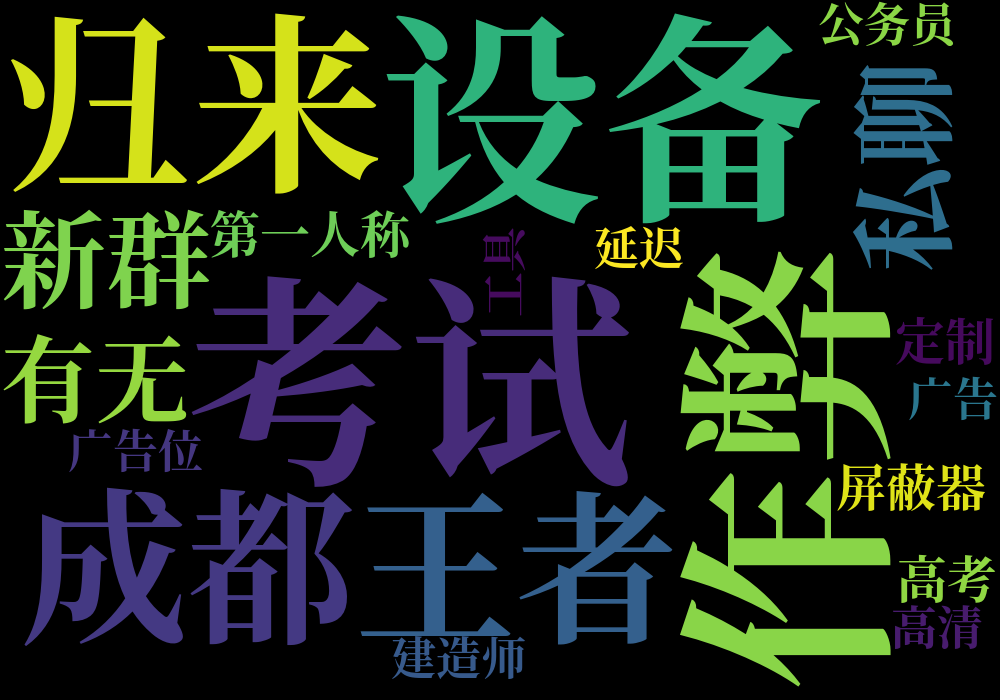 归来
设备
公务员
私聊
新群
第一人称
工具
延迟
考试
作弊
定制
广告
有无
广告位
屏蔽器
成都
王者
高考
高清
建造师